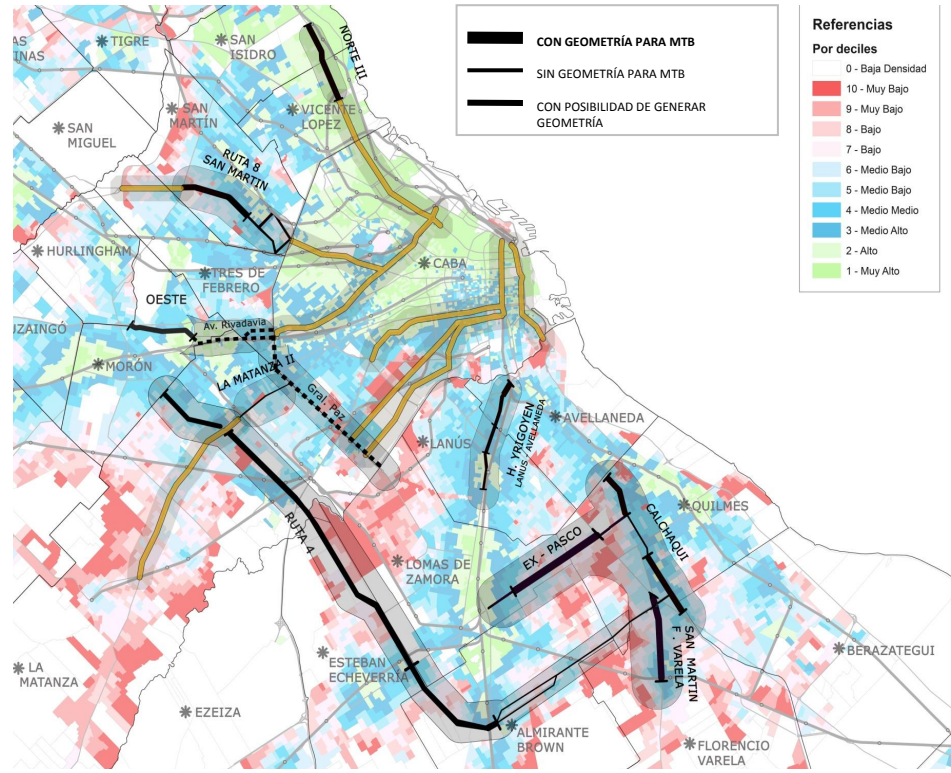 CON GEOMETRÍA PARA MTB
SIN GEOMETRÍA PARA MTB
CON POSIBILIDAD DE GENERAR
GEOMETRÍA
Referencias
Por deciles
0 - Baja Densidad
10 - Muy Bajo
9 - Muy Bajo
8 - Bajo
7 - Bajo
6 - Medio Bajo
5 - Medio Bajo
4 - Medio Medio
3 - Medio Alto
2 - Alto
1 - Muy Alto
AS
INAS
TIGRE
SAN
ISIDRO
NORTE III
SAN
MIGUEL
SAN
MARTÍN
VICENTE
LOPEZ
RUTA 8
SAN MARTIN
HURLINGHAM
TRES DE
FEBRERO
CABA
OESTE
UZAINGÓ
Av. Rivadavia
MORÓN
LA MATANZA II
Gral. Paz
LANÚS
H. YRIGOYEN
LANUS / AVELLANEDA
AVELLANEDA
QUILMES
CALCHAQUI
RUTA 4
EX - PASCO
LOMAS DE
ZAMORA
SAN MARTIN
F . VARELA
BERAZATEGUI
ESTEBAN
ECHEVERRÍA
LA
MATANZA
EZEIZA
ALMIRANTE
BROWN
FLORENCIO
VARELA